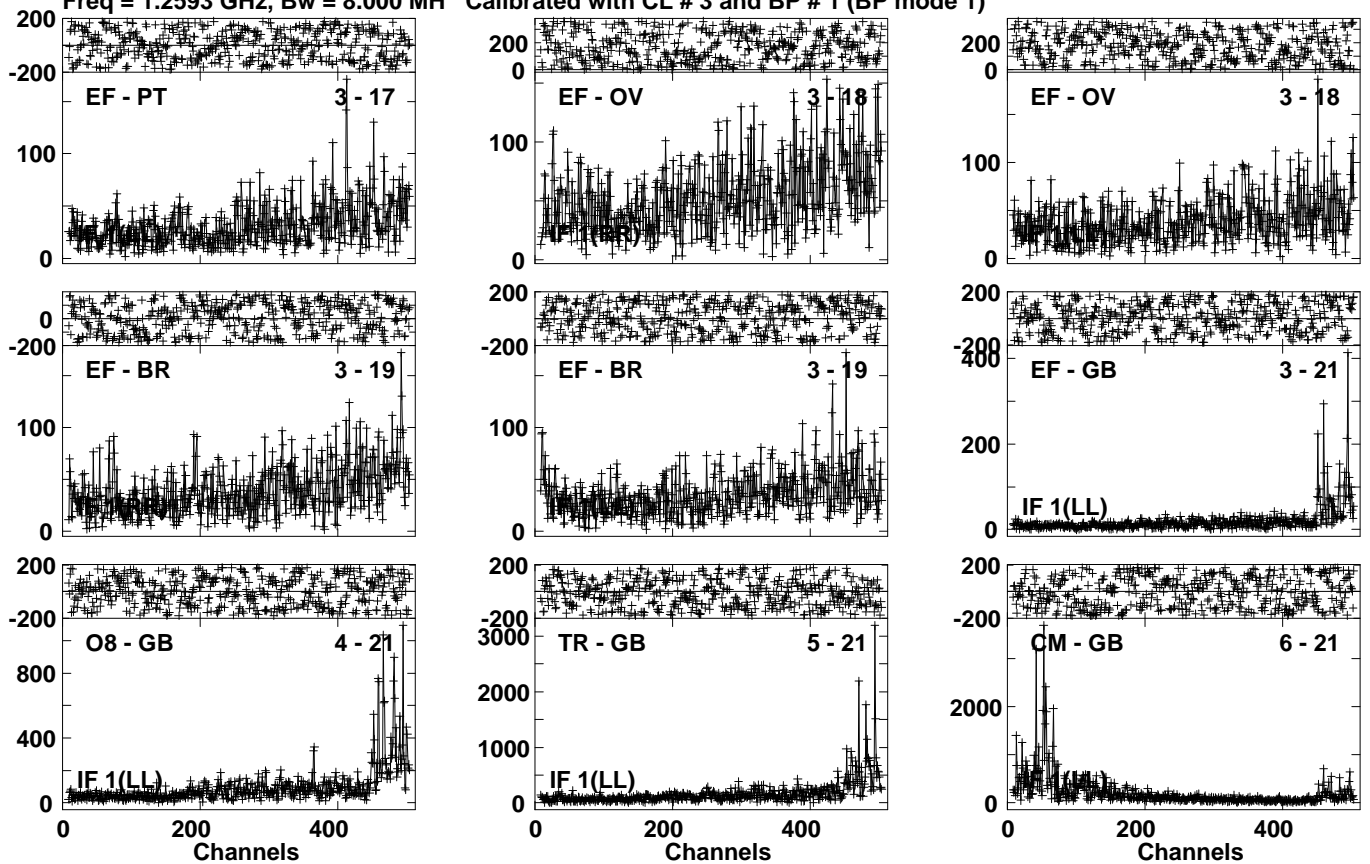 Freq = 1.2593 GHz, Bw = 8.000 MH Calibrated with CL # 3 and BP # 1 (BP mode 1)
200
-200
200
0
200
0
EF - PT 3 - 17
EF - OV 3 - 18
EF - OV 3 - 18
100
0
100
0
100
0
0
-200
200
-200
200
-200
EF - BR 3 - 19
EF - BR 3 - 19
EF - GB 3 - 21
100
0
100
0
400
200
0
IF 1(LL)
200
-200
200
-200
200
-200
O8 - GB 4 - 21
TR - GB 5 - 21
CM - GB 6 - 21
800
400
0
3000
2000
1000
0
2000
0
IF 1(LL)
IF 1(LL)
0 200 400
0 200 400
0 200 400
Channels
Channels
Channels